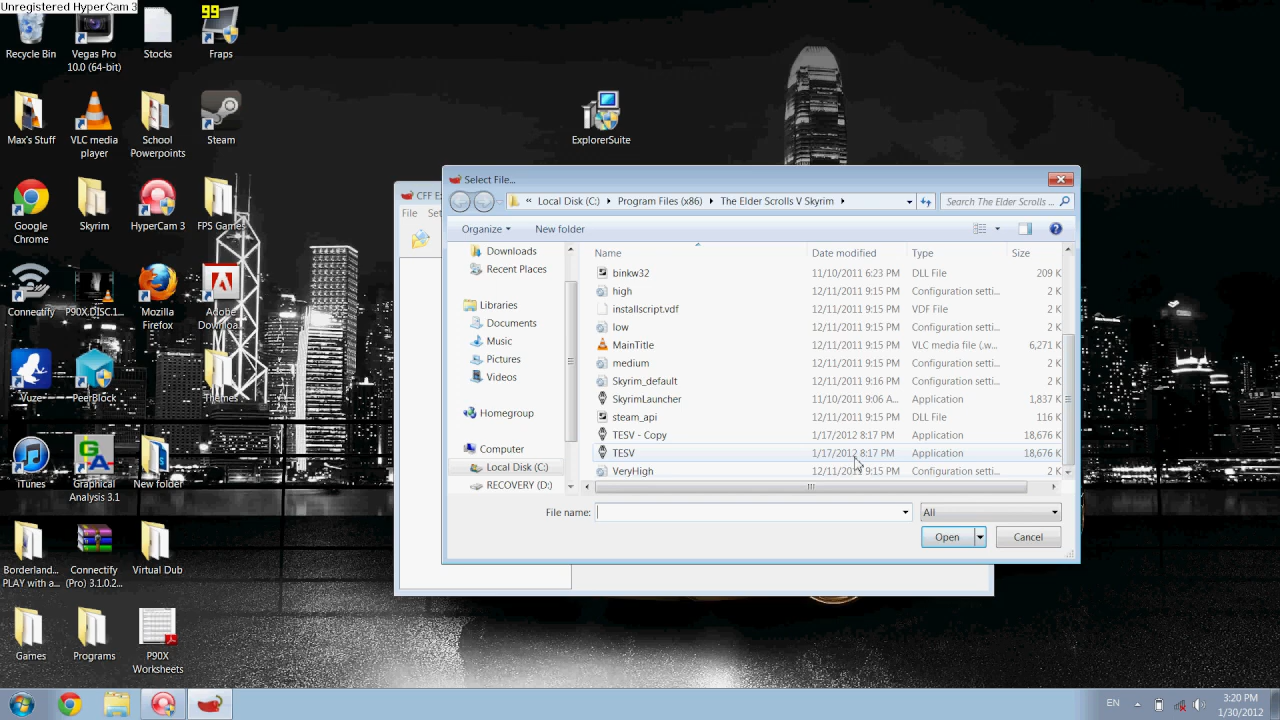 Unregistered HyperCam 3
99
Recycle Bin
Vegas Pro
10.0 (64-bit)
Stocks
Fraps
Max's Stuff
VLC media
player
School
Powerpoints
Steam
ExplorerSuite
Google
Chrome
Skyrim
HyperCam 3
FPS Games
Connectify
P90X.DISC.1...
Mozilla
Firefox
Adobe
Downloa...
Vuze
PeerBlock
Themes
iTunes
Graphical
Analysis 3.1
New folder
Borderland...
PLAY with a...
Connectify
(Pro) 3.1.0.2...
Virtual Dub
Games
Programs
P90X
Worksheets
CFF E
File Set
Select File...
« Local Disk (C:) Program Files (x86) The Elder Scrolls V Skyrim
Search The Elder Scrolls ...
Organize New folder
Downloads
Recent Places
Libraries
Documents
Music
Pictures
Videos
Homegroup
Computer
Local Disk (C:)
RECOVERY (D:)
Name Date modified Type Size
binkw32 11/10/2011 6:23 PM DLL File 209 K
high 12/11/2011 9:15 PM Configuration setti... 2 K
installscript.vdf 12/11/2011 9:15 PM VDF File 2 K
low 12/11/2011 9:15 PM Configuration setti... 2 K
MainTitle 12/11/2011 9:15 PM VLC media file (.w... 6,271 K
medium 12/11/2011 9:15 PM Configuration setti... 2 K
Skyrim_default 12/11/2011 9:16 PM Configuration setti... 2 K
SkyrimLauncher 11/10/2011 9:06 A... Application 1,837 K
steam_api 12/11/2011 9:15 PM DLL File 116 K
TESV - Copy 1/17/2012 8:17 PM Application 18,676 K
TESV 1/17/2012 8:17 PM Application 18,676 K
VeryHigh 12/11/2011 9:15 PM Configuration setti... 2 K
File name: All
Open Cancel
EN
3:20 PM
1/30/2012